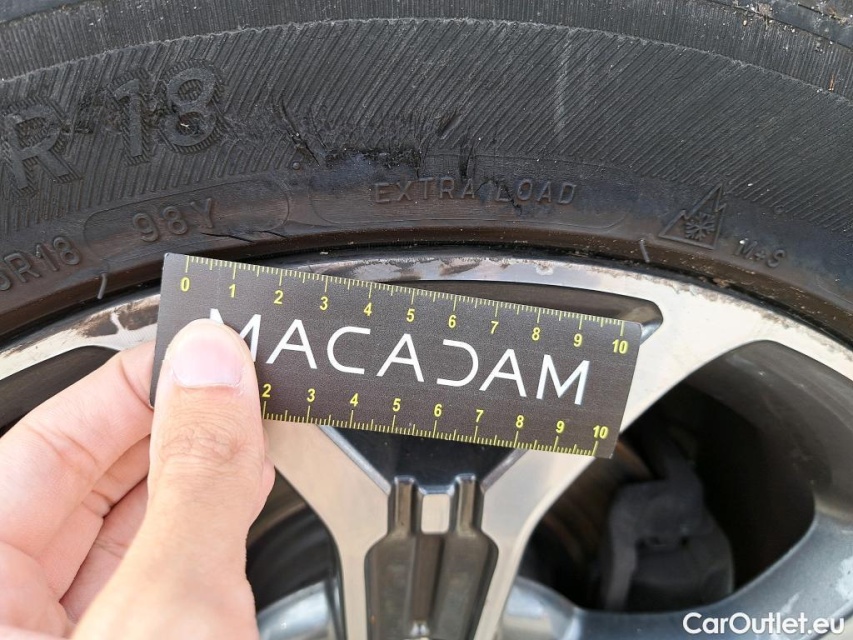 R 18
EXTRA LOAD
5R18 98Y
M+S
0 1 2 3 4 5 6 7 8 9 10
MACADAM
2 3 4 5 6 7 8 9 10
CarOutlet.eu